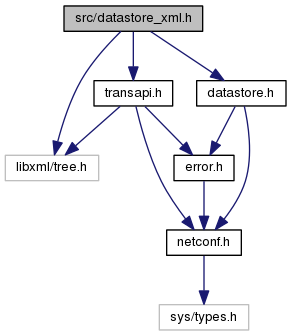 src/datastore_xml.h
transapi.h
datastore.h
libxml/tree.h
error.h
netconf.h
sys/types.h